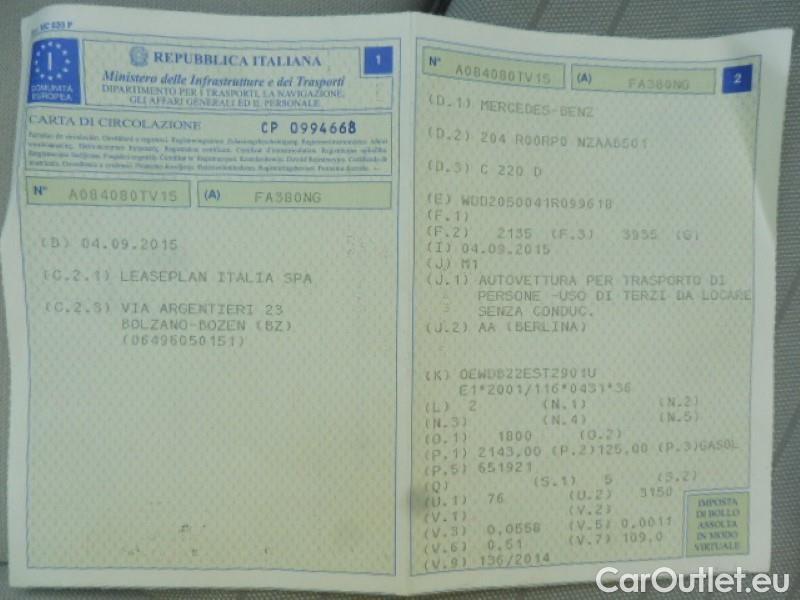 MC 820 F
I
COMUNITÀ
EUROPEA
REPUBBLICA ITALIANA
1
Ministero delle Infrastrutture e dei Trasporti
DIPARTIMENTO PER I TRASPORTI, LA NAVIGAZIONE,
GLI AFFARI GENERALI ED IL PERSONALE
CARTA DI CIRCOLAZIONE CP 0994668
N° A084080TV15 (A) FA380NG
(B) 04.09.2015
(C.2.1) LEASEPLAN ITALIA SPA
(C.2.3) VIA ARGENTIERI 23
BOLZANO-BOZEN (BZ)
(06496050151)
N° A084080TV15 (A) FA380NG 2
(D.1) MERCEDES-BENZ
(D.2) 204 R00RP0 NZAA6501
(D.3) C 220 D
(E) WDD2050041R099618
(F.1)
(F.2) 2135 (F.3) 3935 (G)
(I) 04.09.2015
(J) M1
(J.1) AUTOVETTURA PER TRASPORTO DI
PERSONE -USO DI TERZI DA LOCARE
SENZA CONDUC.
(J.2) AA (BERLINA)
(K) OEWDB22EST2901U
E1*2001/116*0431*36
(L) 2 (N.1) (N.2)
(N.3) (N.4) (N.5)
(O.1) 1800 (O.2)
(P.1) 2143,00 (P.2)125,00 (P.3)GASOL
(P.5) 651921
(Q) (S.1) 5 (S.2)
(U.1) 76 (U.2) 3150
(V.1) (V.2)
(V.3) 0,0558 (V.5) 0,0011
(V.6) 0,51 (V.7) 109,0
(V.9) 136/2014
IMPOSTA
DI BOLLO
ASSOLTA
IN MODO
VIRTUALE
CarOutlet.eu